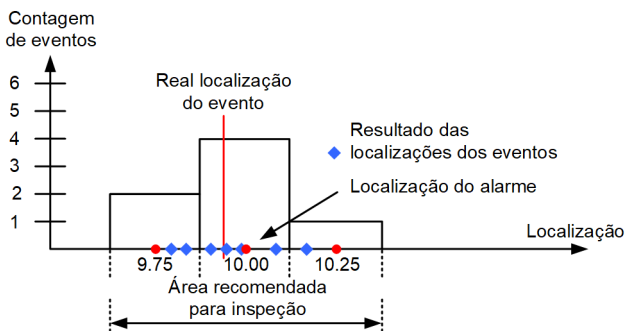 Contagem
de eventos
6
5
4
3
2
1
Real localização
do evento
Resultado das
localizações dos eventos
Localização do alarme
Localização
9.75 10.00 10.25
Área recomendada
para inspeção